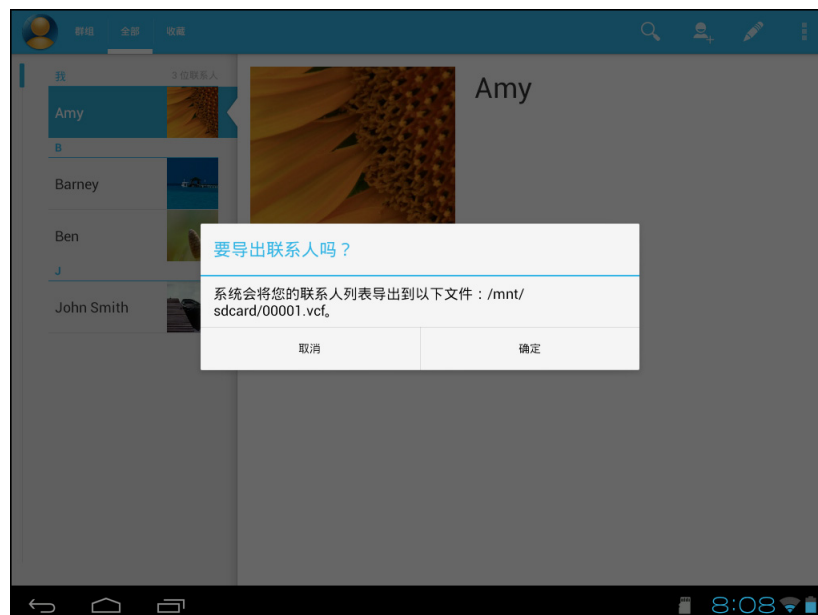 群组 全部 收藏
我 3 位联系人
Amy
Amy
B
Barney
Ben
J
John Smith
要导出联系人吗？
系统会将您的联系人列表导出到以下文件：/mnt/
sdcard/00001.vcf。
取消 确定
8:08